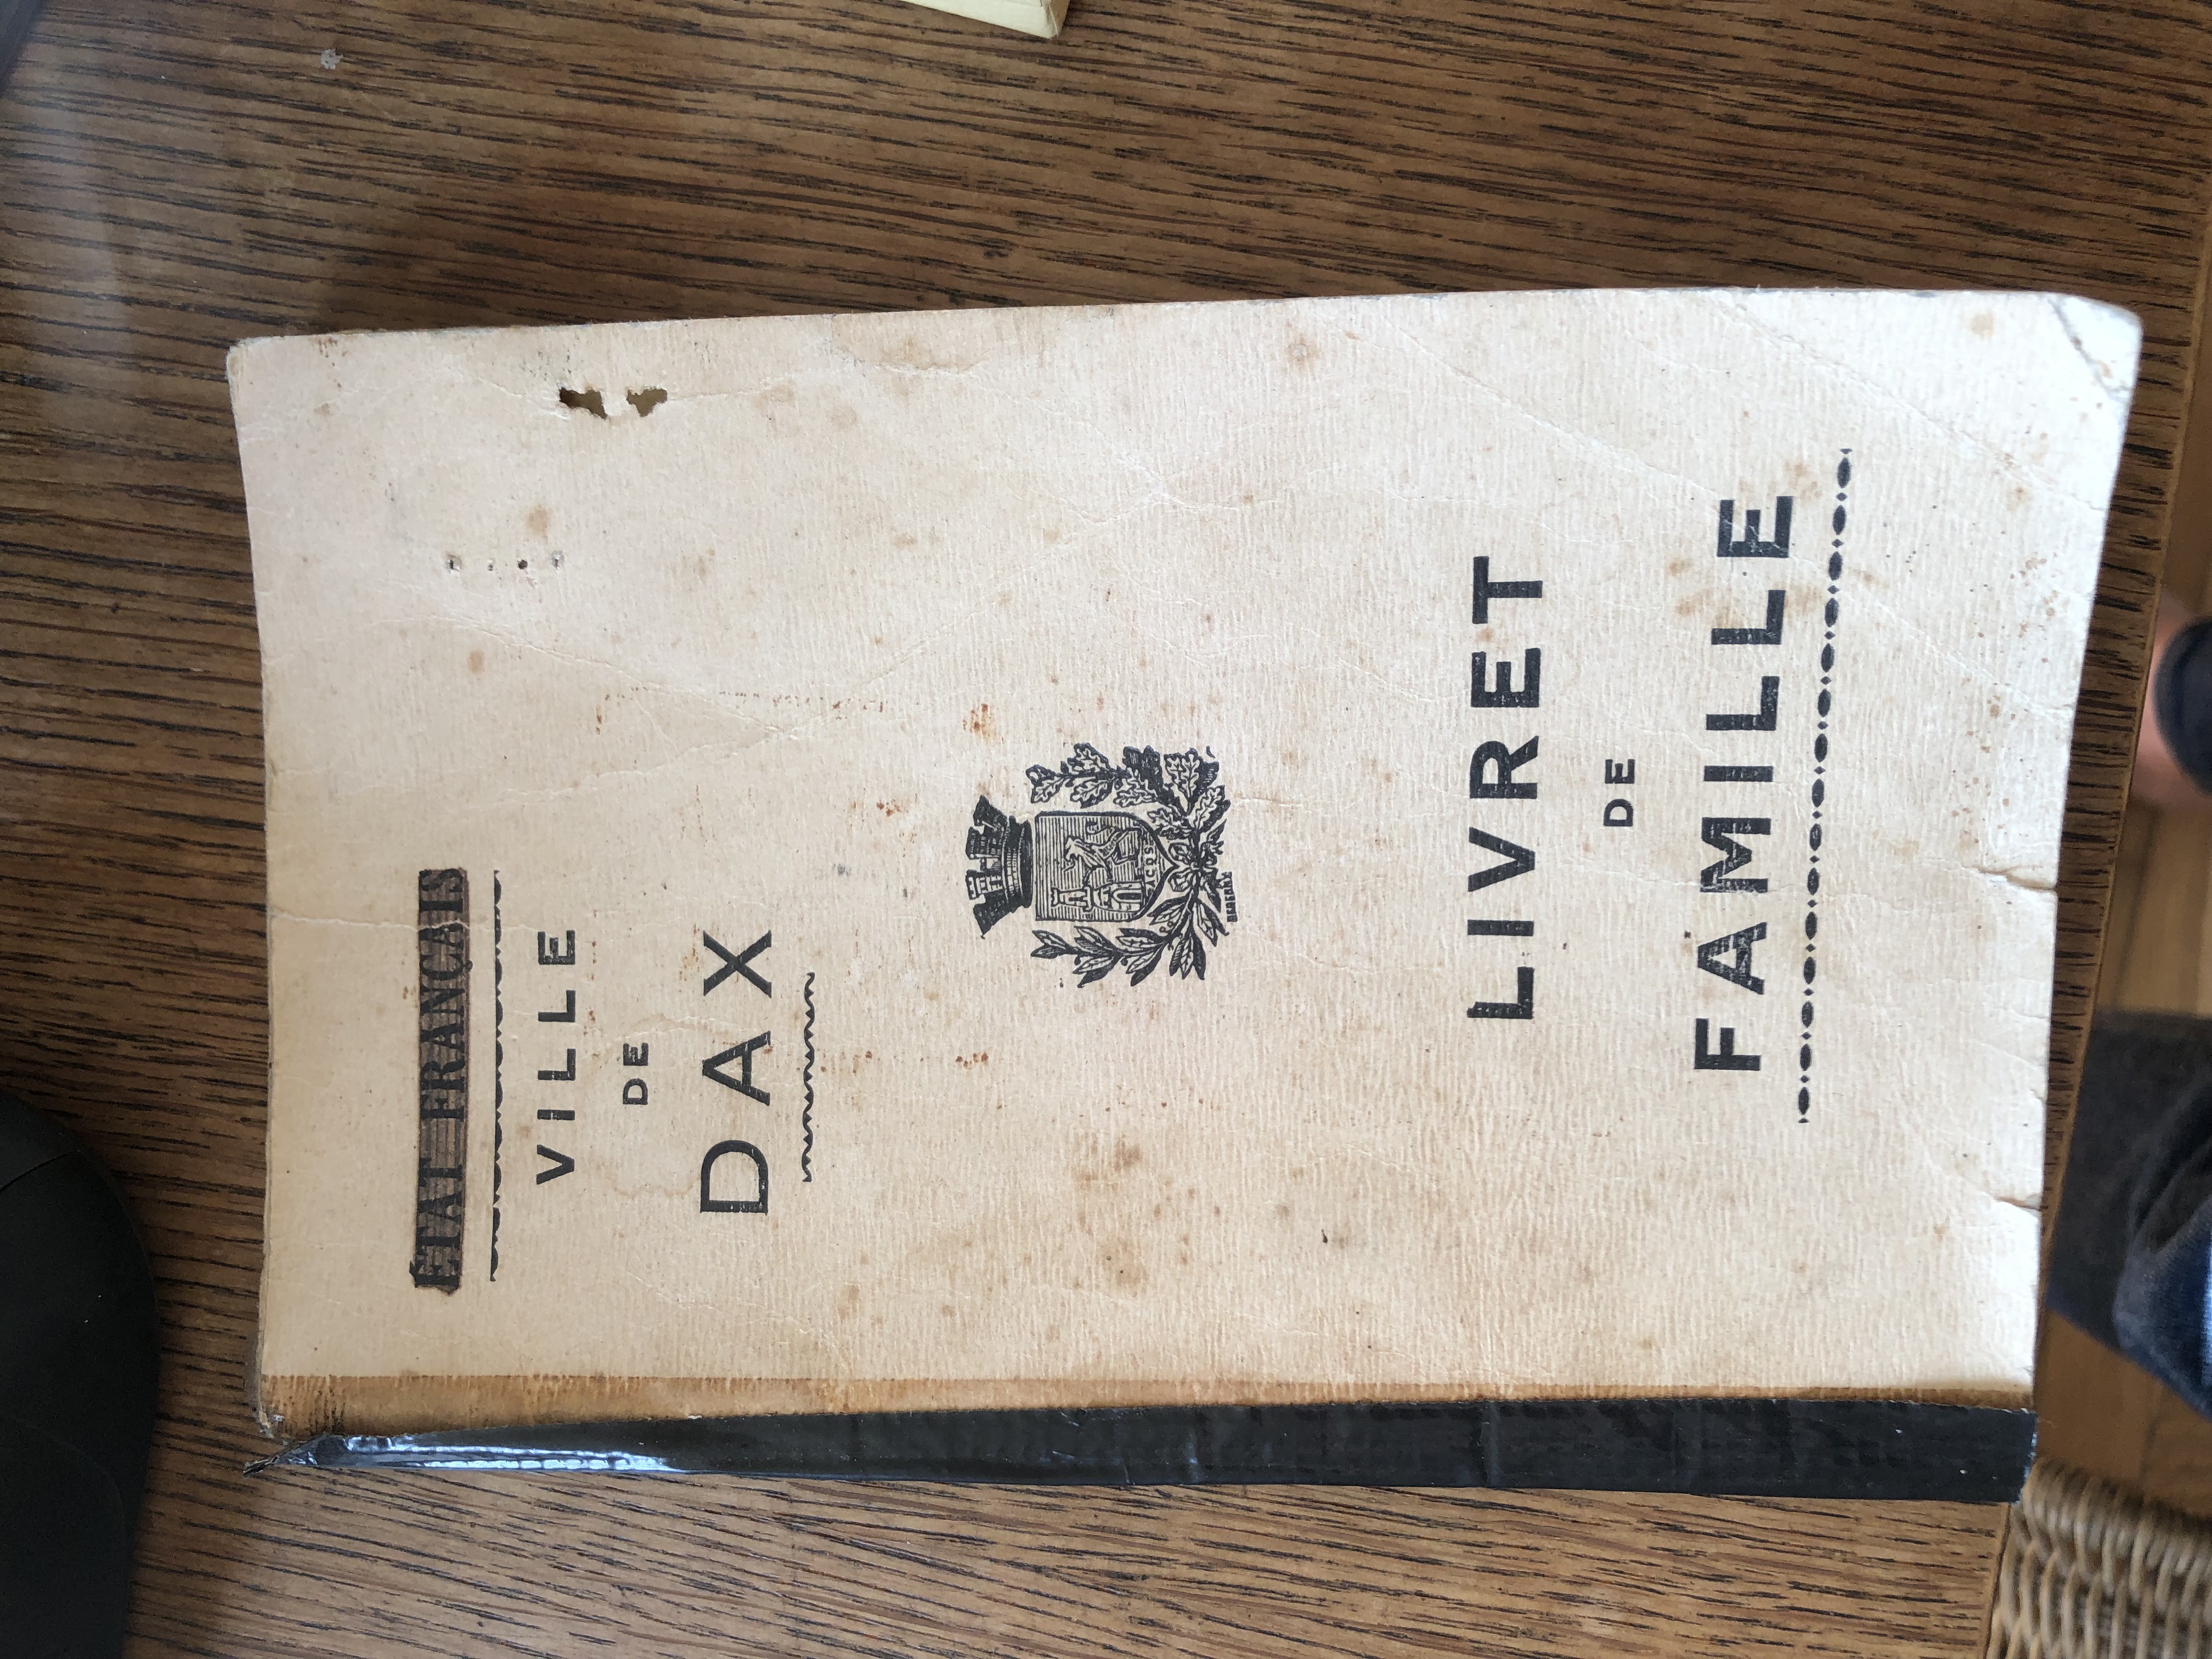 ÉTAT FRANÇAIS
VILLE
DE
DAX
LIVRET
DE
FAMILLE